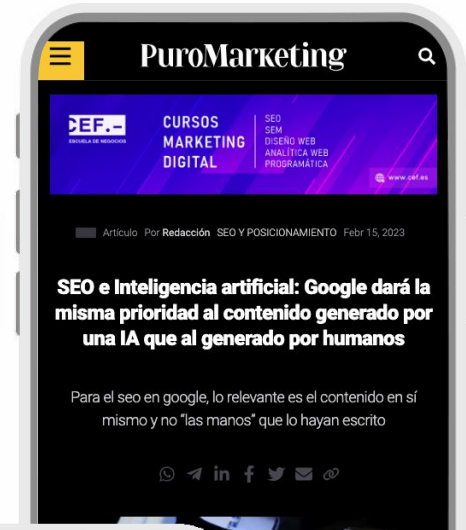 PuroMarketing
CEF.-
ESCUELA DE NEGOCIOS
CURSOS
MARKETING
DIGITAL
SEO
SEM
DISEÑO WEB
ANALÍTICA WEB
PROGRAMÁTICA
www.cef.es
Artículo Por Redacción SEO Y POSICIONAMIENTO Febr 15, 2023
SEO e Inteligencia artificial: Google dará la
misma prioridad al contenido generado por
una IA que al generado por humanos
Para el seo en google, lo relevante es el contenido en sí
mismo y no "las manos" que lo hayan escrito